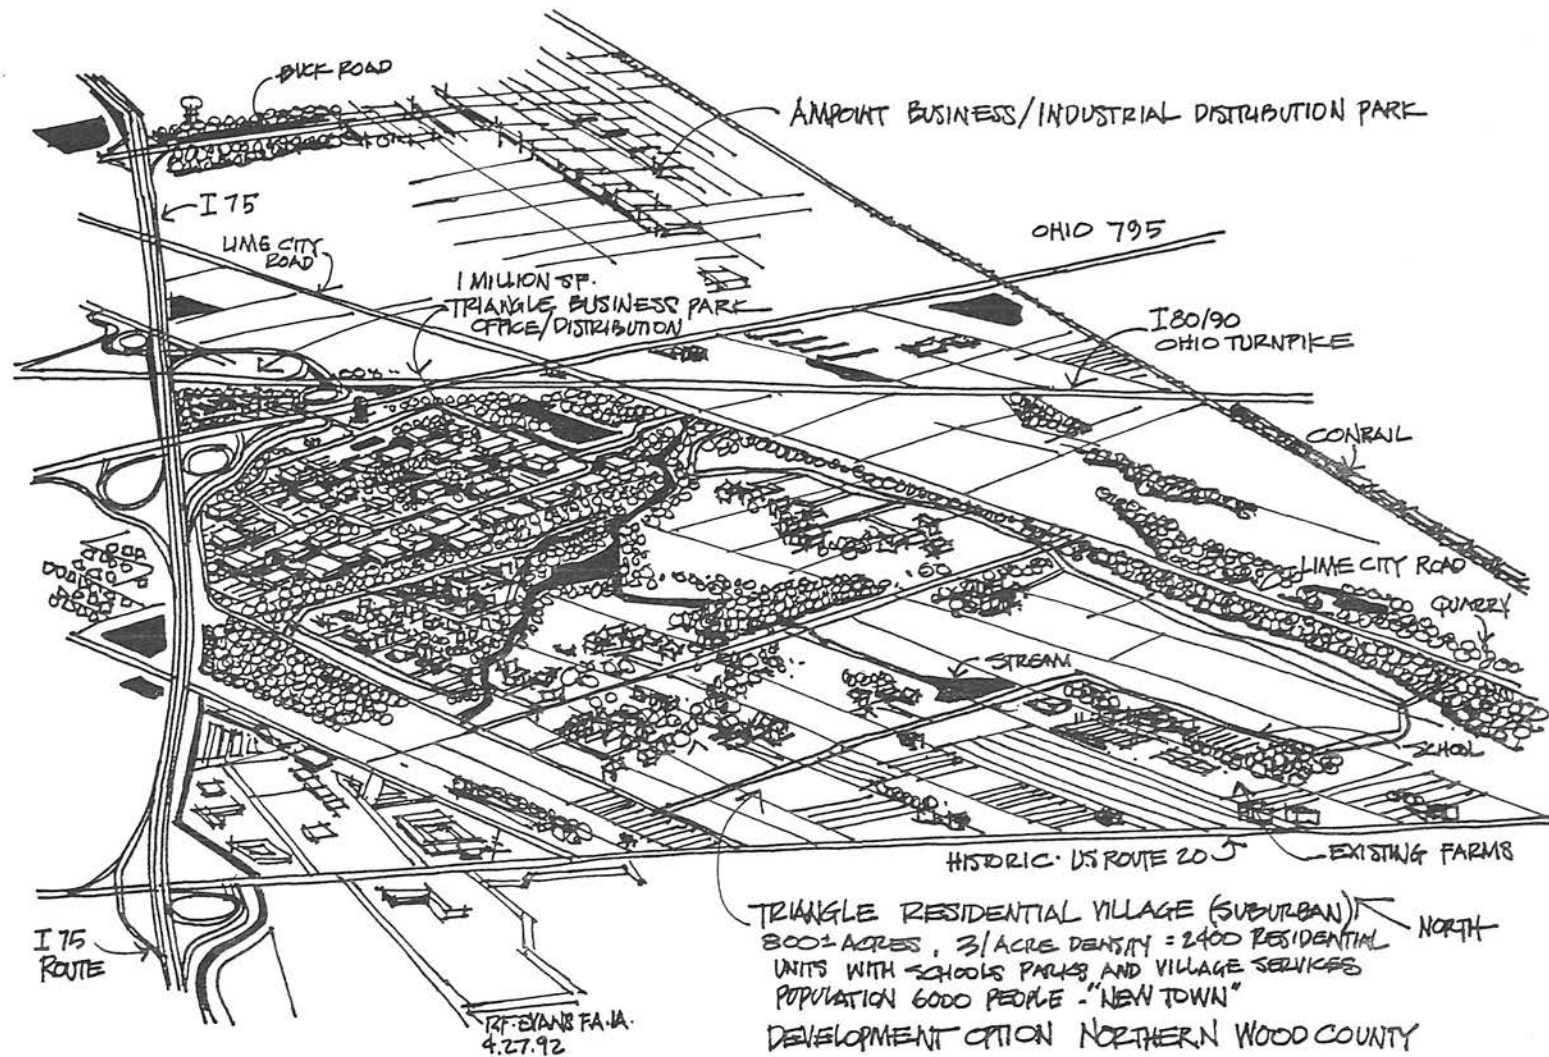 BUCK ROAD
AMPOINT BUSINESS/INDUSTRIAL DISTRIBUTION PARK
I 75
LIME CITY
ROAD
OHIO 795
1 MILLION SF.
TRIANGLE BUSINESS PARK
OFFICE/DISTRIBUTION
I 80/90
OHIO TURNPIKE
CONRAIL
LIME CITY ROAD
QUARRY
STREAM
SCHOOL
HISTORIC · US ROUTE 20
EXISTING FARMS
TRIANGLE RESIDENTIAL VILLAGE (SUBURBAN)
NORTH
800± ACRES, 3/ACRE DENSITY = 2400 RESIDENTIAL
UNITS WITH SCHOOLS PARKS AND VILLAGE SERVICES
POPULATION 6000 PEOPLE - "NEW TOWN"
DEVELOPMENT OPTION NORTHERN WOOD COUNTY
I 75
ROUTE
R.F. EVANS F.A.I.A.
4.27.92